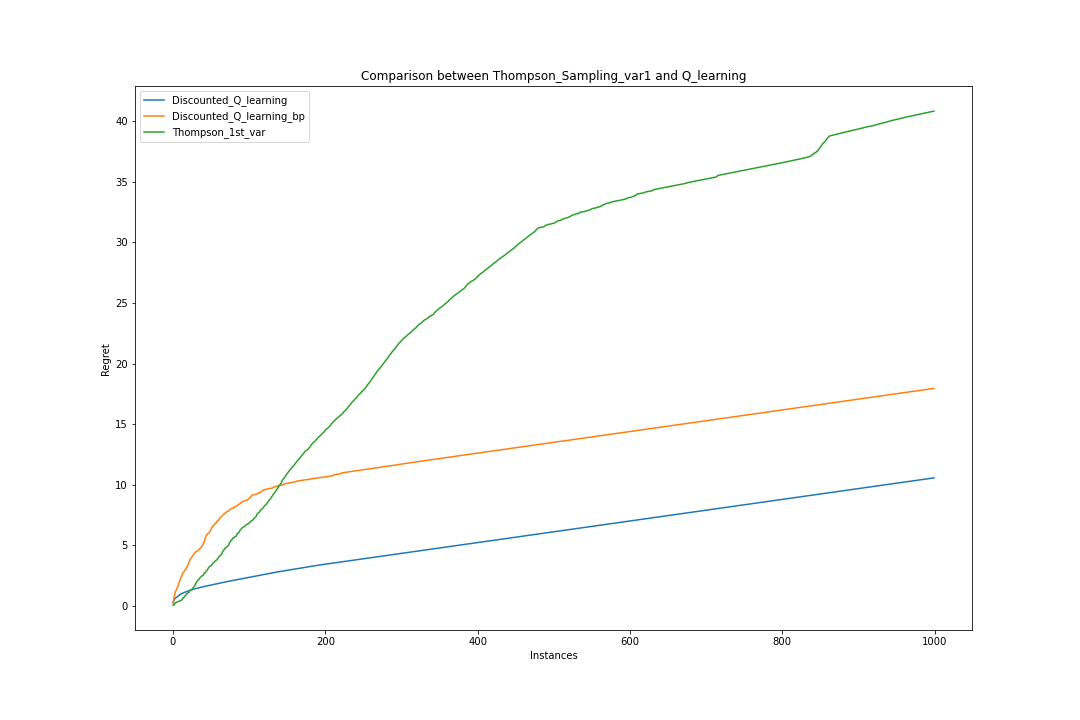 Comparison between Thompson_Sampling_var1 and Q_learning
Discounted_Q_learning
Discounted_Q_learning_bp
Thompson_1st_var
40
35
30
25
20
15
10
5
0
Regret
0 200 400 600 800 1000
Instances